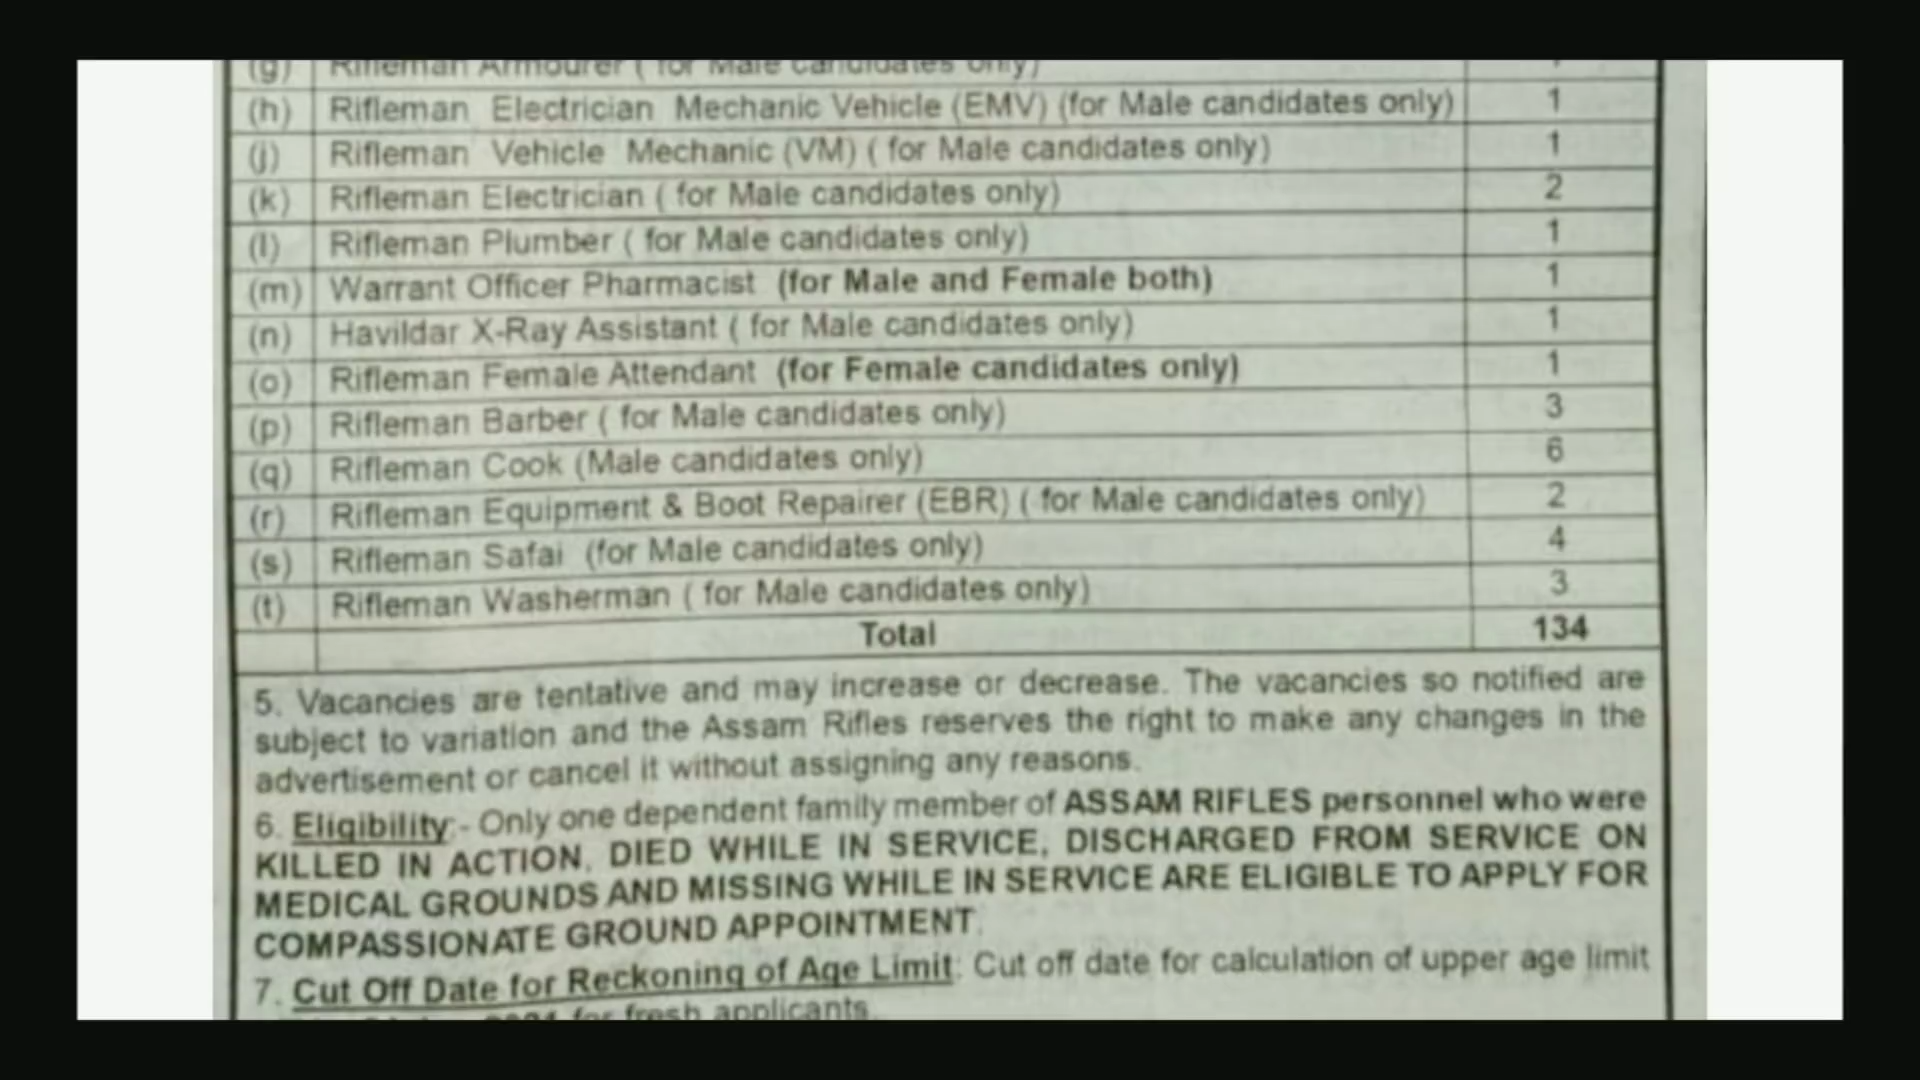 (g) Rifleman Armourer ( for Male candidates only)
(h) Rifleman Electrician Mechanic Vehicle (EMV) (for Male candidates only) 1
(j) Rifleman Vehicle Mechanic (VM) ( for Male candidates only) 1
(k) Rifleman Electrician ( for Male candidates only) 2
(l) Rifleman Plumber ( for Male candidates only) 1
(m) Warrant Officer Pharmacist (for Male and Female both) 1
(n) Havildar X-Ray Assistant ( for Male candidates only) 1
(o) Rifleman Female Attendant (for Female candidates only) 1
(p) Rifleman Barber ( for Male candidates only) 3
(q) Rifleman Cook (Male candidates only) 6
(r) Rifleman Equipment & Boot Repairer (EBR) ( for Male candidates only) 2
(s) Rifleman Safai (for Male candidates only) 4
(t) Rifleman Washerman ( for Male candidates only) 3
Total 134
5. Vacancies are tentative and may increase or decrease. The vacancies so notified are
subject to variation and the Assam Rifles reserves the right to make any changes in the
advertisement or cancel it without assigning any reasons.
6. Eligibility:- Only one dependent family member of ASSAM RIFLES personnel who were
KILLED IN ACTION, DIED WHILE IN SERVICE, DISCHARGED FROM SERVICE ON
MEDICAL GROUNDS AND MISSING WHILE IN SERVICE ARE ELIGIBLE TO APPLY FOR
COMPASSIONATE GROUND APPOINTMENT.
7. Cut Off Date for Reckoning of Age Limit: Cut off date for calculation of upper age limit
for fresh applicants.